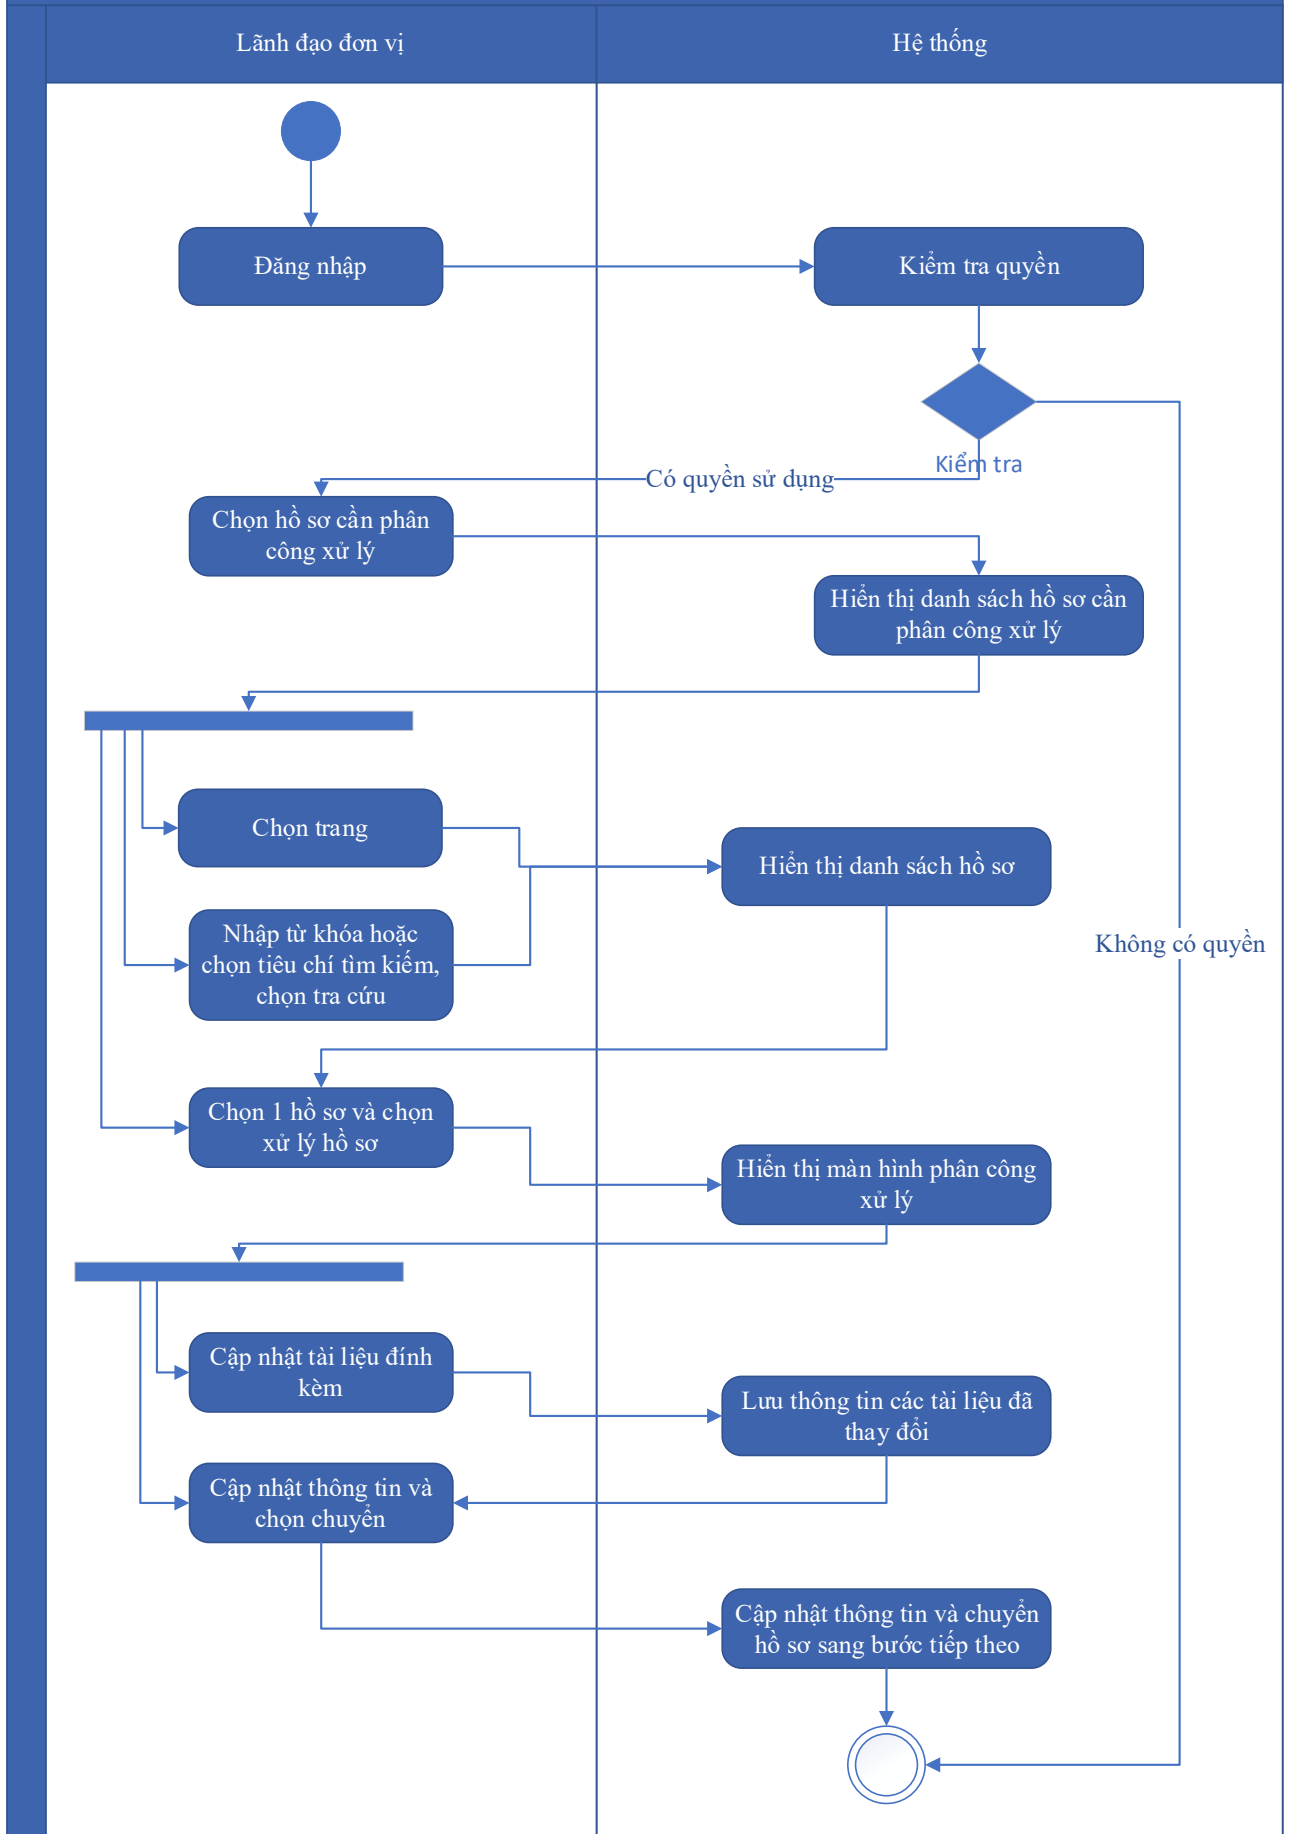 Lãnh đạo đơn vị
Hệ thống
Đăng nhập
Kiểm tra quyền
Kiểm tra
Có quyền sử dụng
Chọn hồ sơ cần phân
công xử lý
Hiển thị danh sách hồ sơ cần
phân công xử lý
Chọn trang
Hiển thị danh sách hồ sơ
Nhập từ khóa hoặc
chọn tiêu chí tìm kiếm,
chọn tra cứu
Không có quyền
Chọn 1 hồ sơ và chọn
xử lý hồ sơ
Hiển thị màn hình phân công
xử lý
Cập nhật tài liệu đính
kèm
Lưu thông tin các tài liệu đã
thay đổi
Cập nhật thông tin và
chọn chuyển
Cập nhật thông tin và chuyển
hồ sơ sang bước tiếp theo